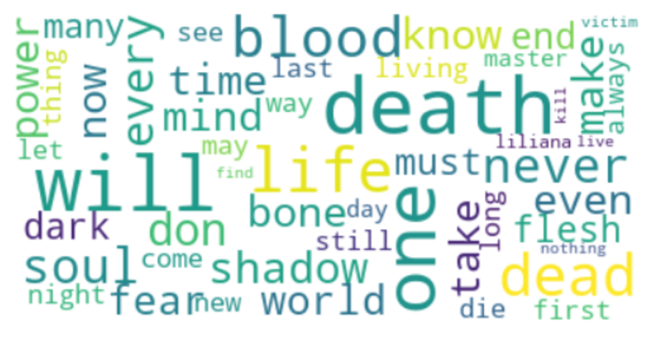 many
see
blood
know
end
victim
power
thing
now
every
time
last
living
master
make
always
mind
way
death
kill
let
may
find
liliana
live
will
life
must
never
even
dark
don
bone
day
one
take
long
flesh
still
nothing
soul
come
shadow
dead
night
fear
new
world
die
first